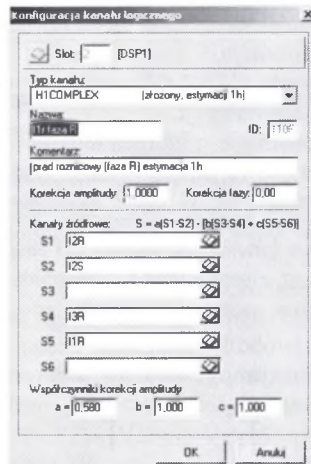 Konfiguracja kanału logicznego
Slot: 2 [DSP1]
Typ kanału:
H1COMPLEX (złożony, estymacji 1h)
Nazwa:
I1r faza R ID:
Komentarz:
prąd roznicowy (faza R) estymacja 1h
Korekcja amplitudy: 1,0000 Korekcja fazy: 0,00
Kanały źródłowe: S = a(S1-S2) - [b(S3-S4) + c(S5-S6)]
S1 I2R
S2 I2S
S3
S4 I3R
S5 I1R
S6
Współczynniki korekcji amplitudy
a = 0,580 b = 1,000 c = 1,000
OK Anuluj